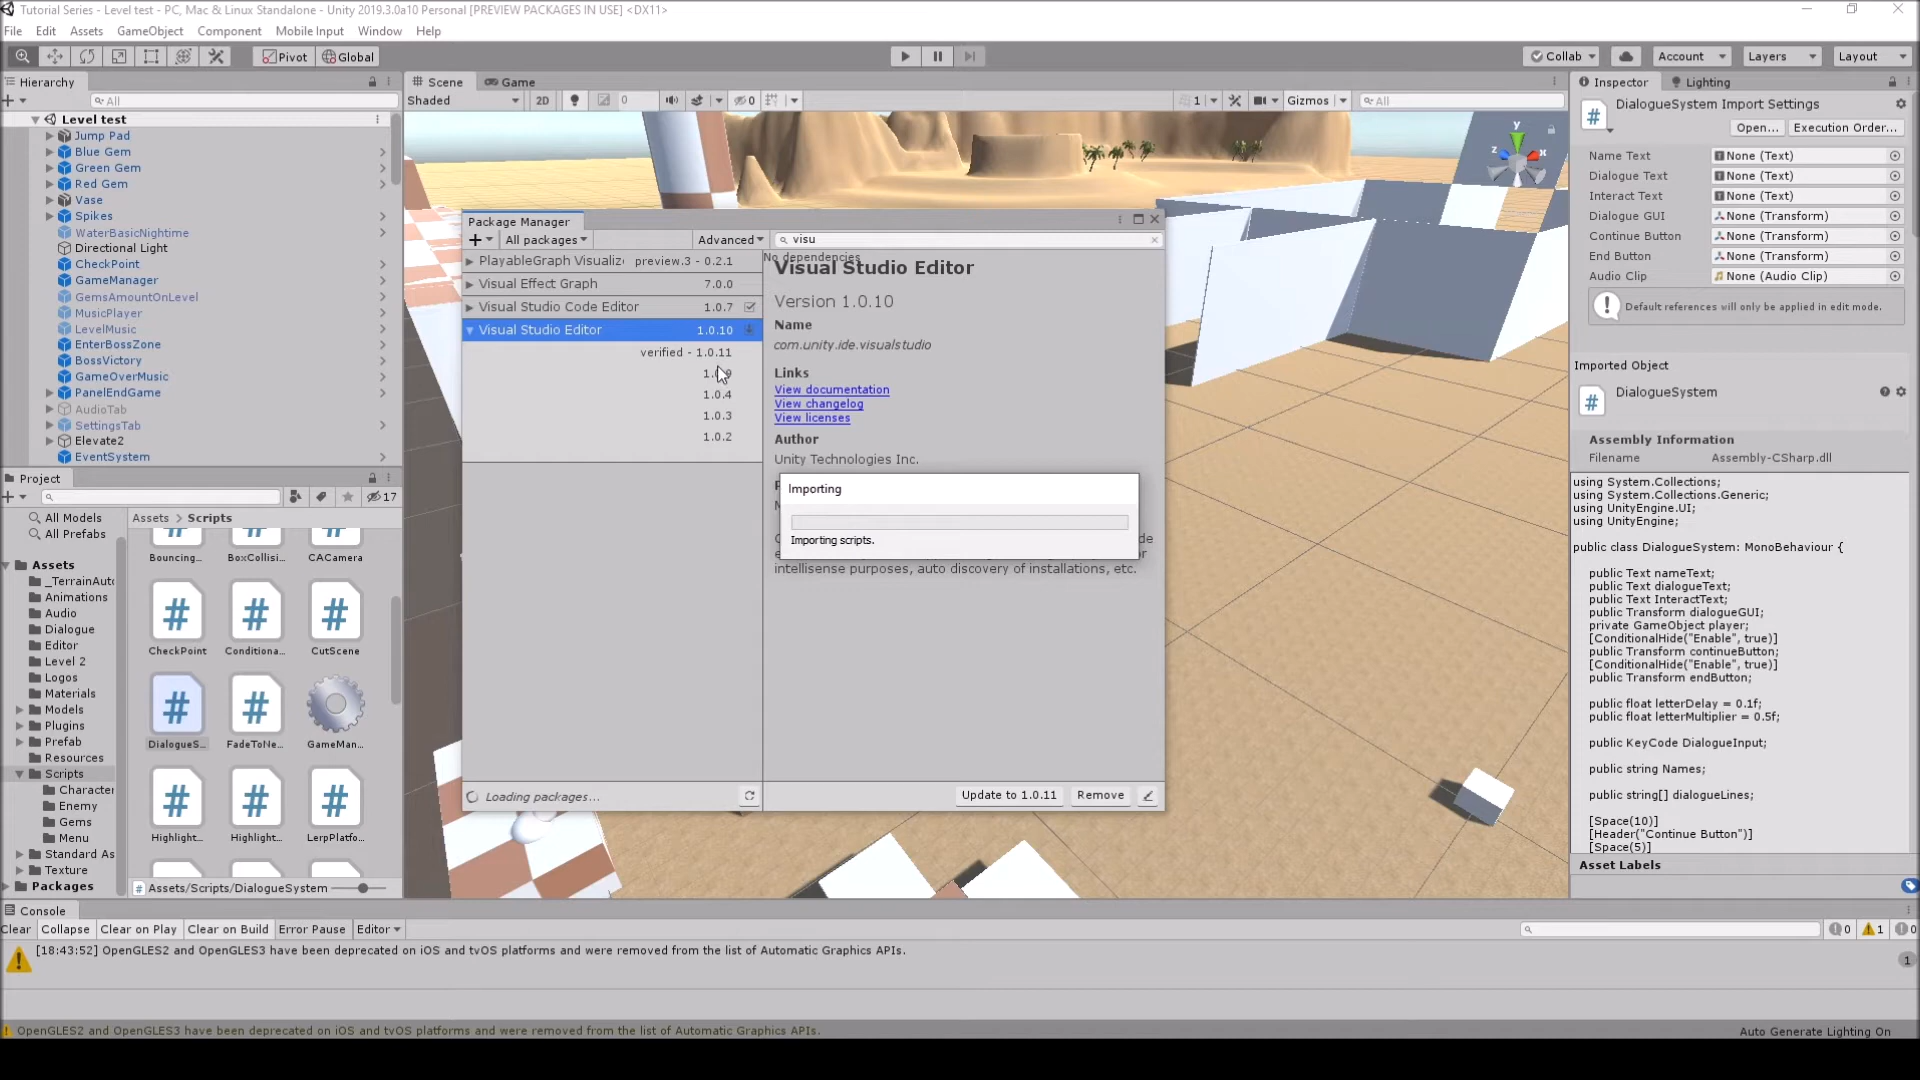 Tutorial Series - Level test - PC, Mac & Linux Standalone - Unity 2019.3.0a10 Personal [PREVIEW PACKAGES IN USE] <DX11>
File Edit Assets GameObject Component Mobile Input Window Help
Pivot Global Collab Account Layers Layout
Hierarchy
All
Level test
Jump Pad
Blue Gem
Green Gem
Red Gem
Vase
Spikes
WaterBasicNightime
Directional Light
CheckPoint
GameManager
GemsAmountOnLevel
MusicPlayer
LevelMusic
EnterBossZone
BossVictory
GameOverMusic
PanelEndGame
AudioTab
SettingsTab
Elevate2
EventSystem
Scene Game
Shaded 2D 0 0 1 Gizmos All
y
z x
Package Manager
All packages Advanced visu
PlayableGraph Visualiz preview.3 - 0.2.1
Visual Effect Graph 7.0.0
Visual Studio Code Editor 1.0.7
Visual Studio Editor 1.0.10
verified - 1.0.11
1.0.4
1.0.3
1.0.2
Loading packages...
No dependencies
Visual Studio Editor
Version 1.0.10
Name
com.unity.ide.visualstudio
Links
View documentation
View changelog
View licenses
Author
Unity Technologies Inc.
Importing
Importing scripts.
intellisense purposes, auto discovery of installations, etc.
Update to 1.0.11 Remove
Inspector Lighting
DialogueSystem Import Settings
Open... Execution Order...
Name Text None (Text)
Dialogue Text None (Text)
Interact Text None (Text)
Dialogue GUI None (Transform)
Continue Button None (Transform)
End Button None (Transform)
Audio Clip None (Audio Clip)
Default references will only be applied in edit mode.
Imported Object
DialogueSystem
Assembly Information
Filename Assembly-CSharp.dll
using System.Collections;
using System.Collections.Generic;
using UnityEngine.UI;
using UnityEngine;
public class DialogueSystem: MonoBehaviour {
public Text nameText;
public Text dialogueText;
public Text InteractText;
public Transform dialogueGUI;
private GameObject player;
[ConditionalHide("Enable", true)]
public Transform continueButton;
[ConditionalHide("Enable", true)]
public Transform endButton;
public float letterDelay = 0.1f;
public float letterMultiplier = 0.5f;
public KeyCode DialogueInput;
public string Names;
public string[] dialogueLines;
[Space(10)]
[Header("Continue Button")]
[Space(5)]
Asset Labels
Project
17
All Models
All Prefabs
Assets
_TerrainAuto
Animations
Audio
Dialogue
Editor
Level 2
Logos
Materials
Models
Plugins
Prefab
Resources
Scripts
Character
Enemy
Gems
Menu
Standard As
Texture
Packages
Assets > Scripts
Bouncing... BoxCollisi... CACamera
CheckPoint Conditiona... CutScene
DialogueS... FadeToNe... GameMan...
Highlight... Highlight... LerpPlatfo...
Assets/Scripts/DialogueSystem
Console
Clear Collapse Clear on Play Clear on Build Error Pause Editor 0 1 0
[18:43:52] OpenGLES2 and OpenGLES3 have been deprecated on iOS and tvOS platforms and were removed from the list of Automatic Graphics APIs.
1
OpenGLES2 and OpenGLES3 have been deprecated on iOS and tvOS platforms and were removed from the list of Automatic Graphics APIs.
Auto Generate Lighting On